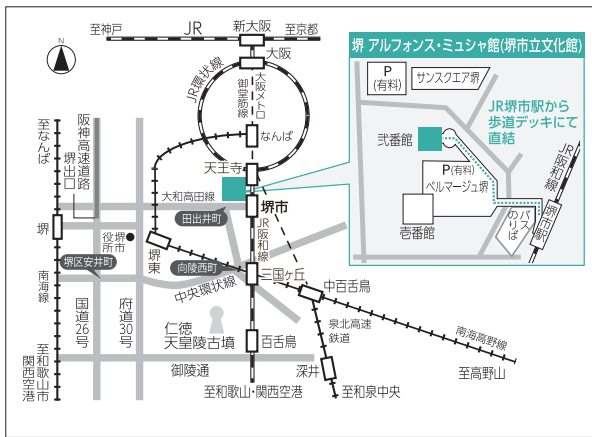 至神戸
JR
新大阪
至京都
N
大阪
JR環状線
大阪メトロ
御堂筋線
なんば
天王寺
至なんば
阪神高速道路
堺出口
大和高田線
堺市
田出井町
堺
堺市
役所
堺東
JR阪和線
堺区安井町
向陵西町
三国ヶ丘
中央環状線
中百舌鳥
南海線
国道26号
府道30号
仁徳
天皇陵古墳
百舌鳥
泉北高速
鉄道
南海高野線
至高野山
御陵通
深井
至和歌山市
関西空港
至和歌山・関西空港
至和泉中央
堺 アルフォンス・ミュシャ館(堺市立文化館)
P
(有料)
サンスクエア堺
JR堺市駅から
歩道デッキにて
直結
弐番館
P(有料)
ベルマージュ堺
壱番館
バス
のりば
堺市駅
JR阪和線